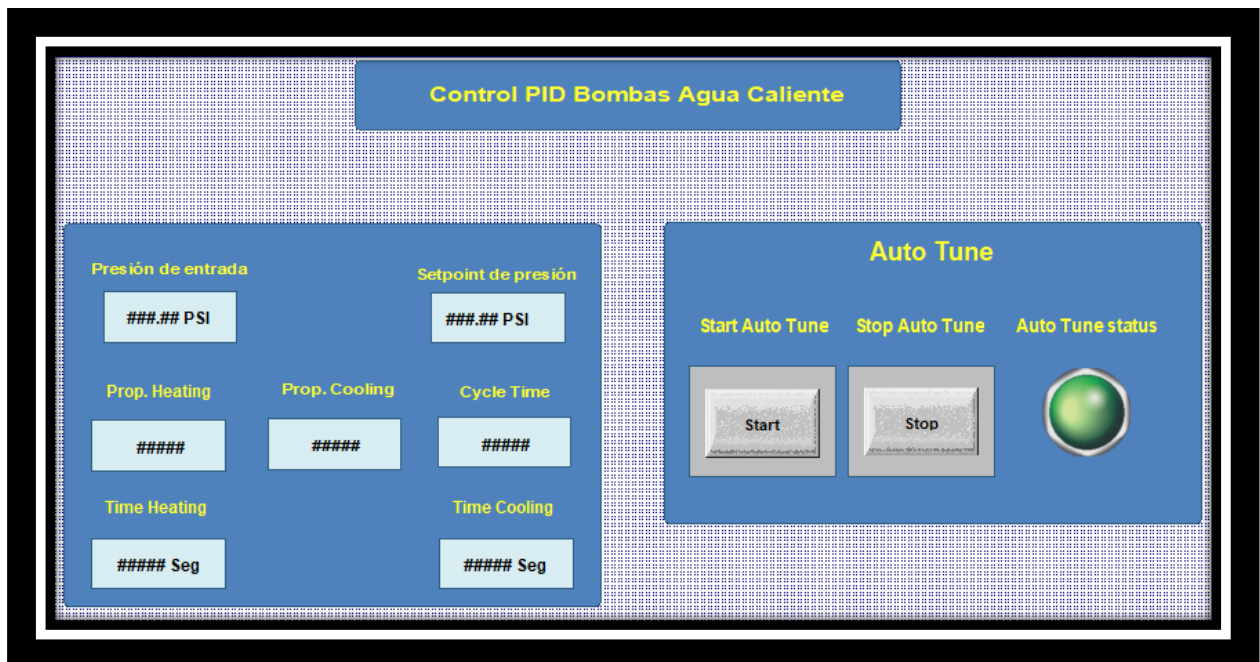 Control PID Bombas Agua Caliente
Presión de entrada
Setpoint de presión
###.## PSI
###.## PSI
Prop. Heating
Prop. Cooling
Cycle Time
#####
#####
#####
Time Heating
Time Cooling
##### Seg
##### Seg
Auto Tune
Start Auto Tune
Stop Auto Tune
Auto Tune status
Start
Stop